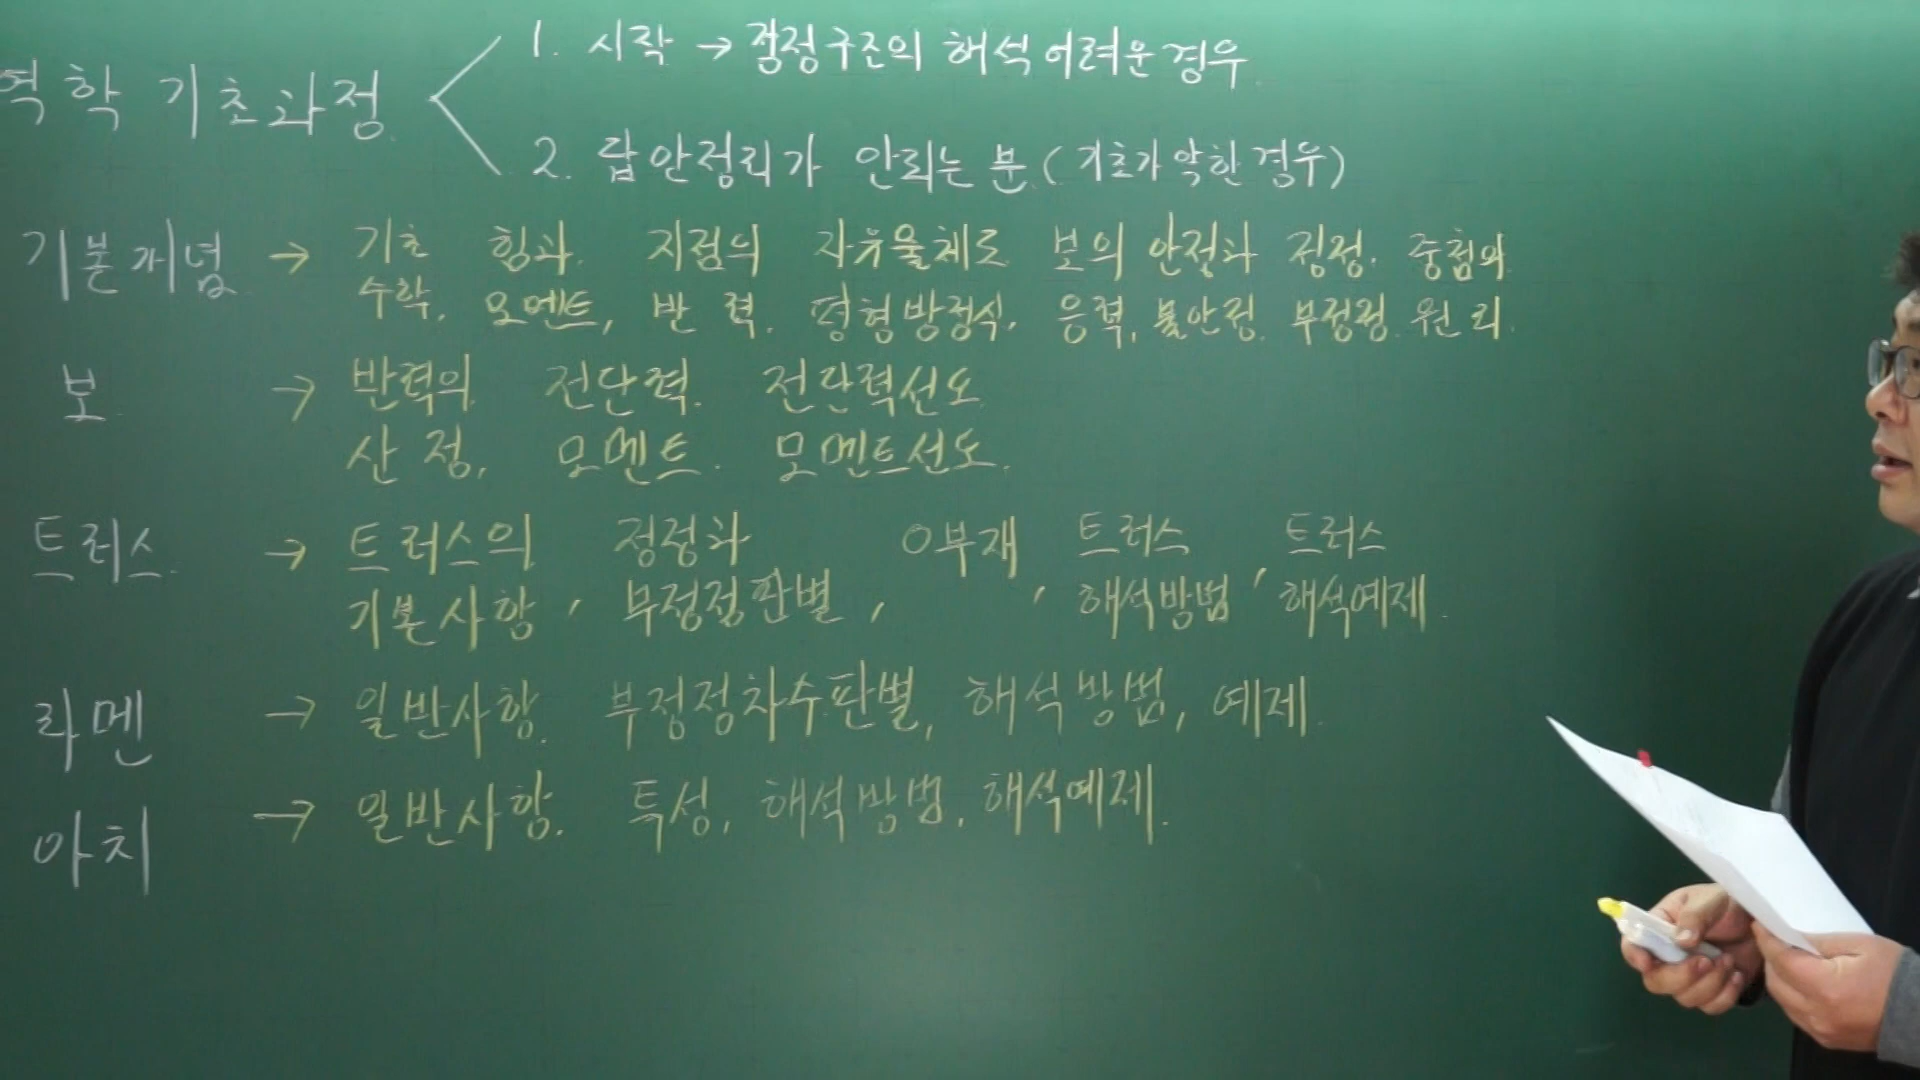 역학 기초과정
1. 시작 → 정정구조의 해석 어려운 경우
2. 답안정리가 안되는 분 (기초가 약한 경우)
기본개념 → 기초 힘과 지점의 자유물체도 보의 안정과 정정. 중첩의
수학, 모멘트, 반력. 평형방정식. 응력, 불안정. 부정정. 원리.
보 → 반력의 전단력. 전단력선도
산정, 모멘트. 모멘트선도.
트러스 → 트러스의 정정과 0부재 트러스 트러스
기본사항, 부정정판별, , 해석방법, 해석예제.
라멘 → 일반사항. 부정정차수판별, 해석방법, 예제.
아치 → 일반사항. 특성, 해석방법, 해석예제.